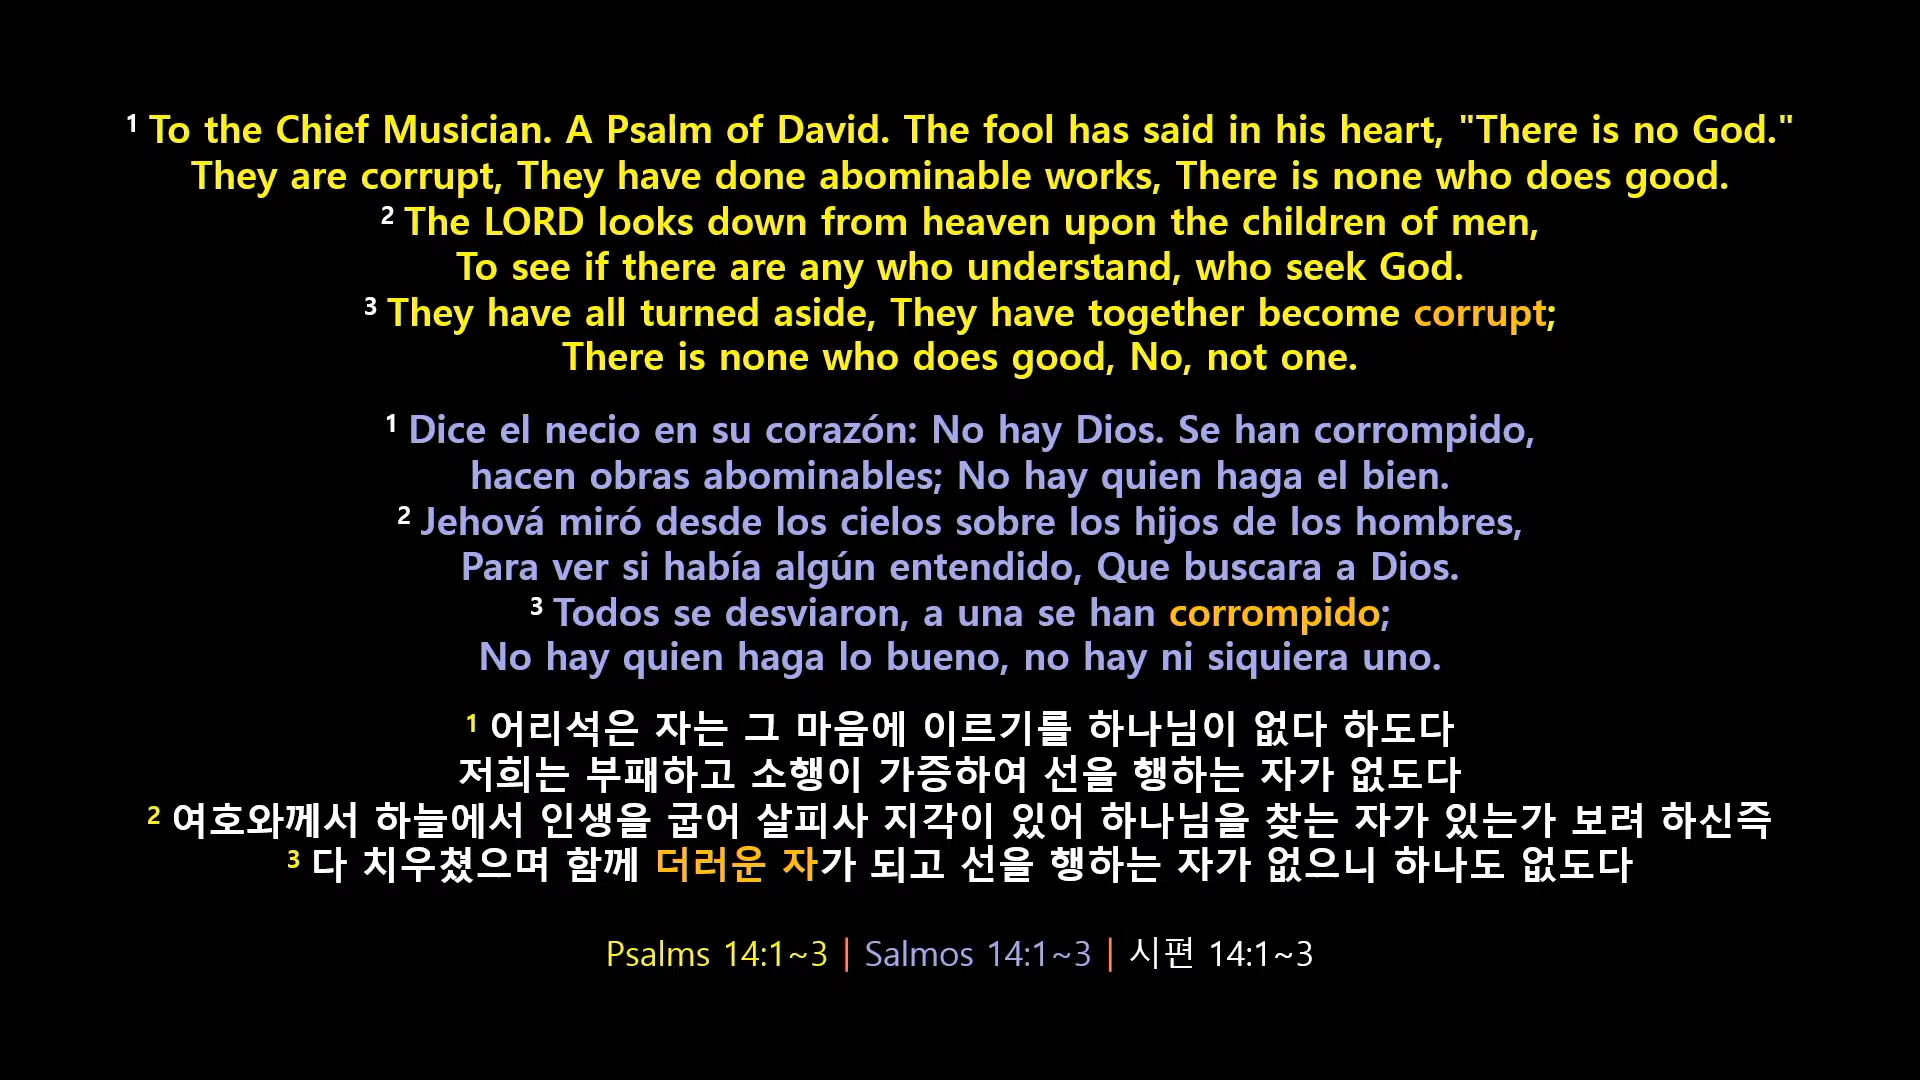 1 To the Chief Musician. A Psalm of David. The fool has said in his heart, "There is no God."
They are corrupt, They have done abominable works, There is none who does good.
2 The LORD looks down from heaven upon the children of men,
To see if there are any who understand, who seek God.
3 They have all turned aside, They have together become corrupt;
There is none who does good, No, not one.
1 Dice el necio en su corazón: No hay Dios. Se han corrompido,
hacen obras abominables; No hay quien haga el bien.
2 Jehová miró desde los cielos sobre los hijos de los hombres,
Para ver si había algún entendido, Que buscara a Dios.
3 Todos se desviaron, a una se han corrompido;
No hay quien haga lo bueno, no hay ni siquiera uno.
1 어리석은 자는 그 마음에 이르기를 하나님이 없다 하도다
저희는 부패하고 소행이 가증하여 선을 행하는 자가 없도다
2 여호와께서 하늘에서 인생을 굽어 살피사 지각이 있어 하나님을 찾는 자가 있는가 보려 하신즉
3 다 치우쳤으며 함께 더러운 자가 되고 선을 행하는 자가 없으니 하나도 없도다
Psalms 14:1~3 | Salmos 14:1~3 | 시편 14:1~3